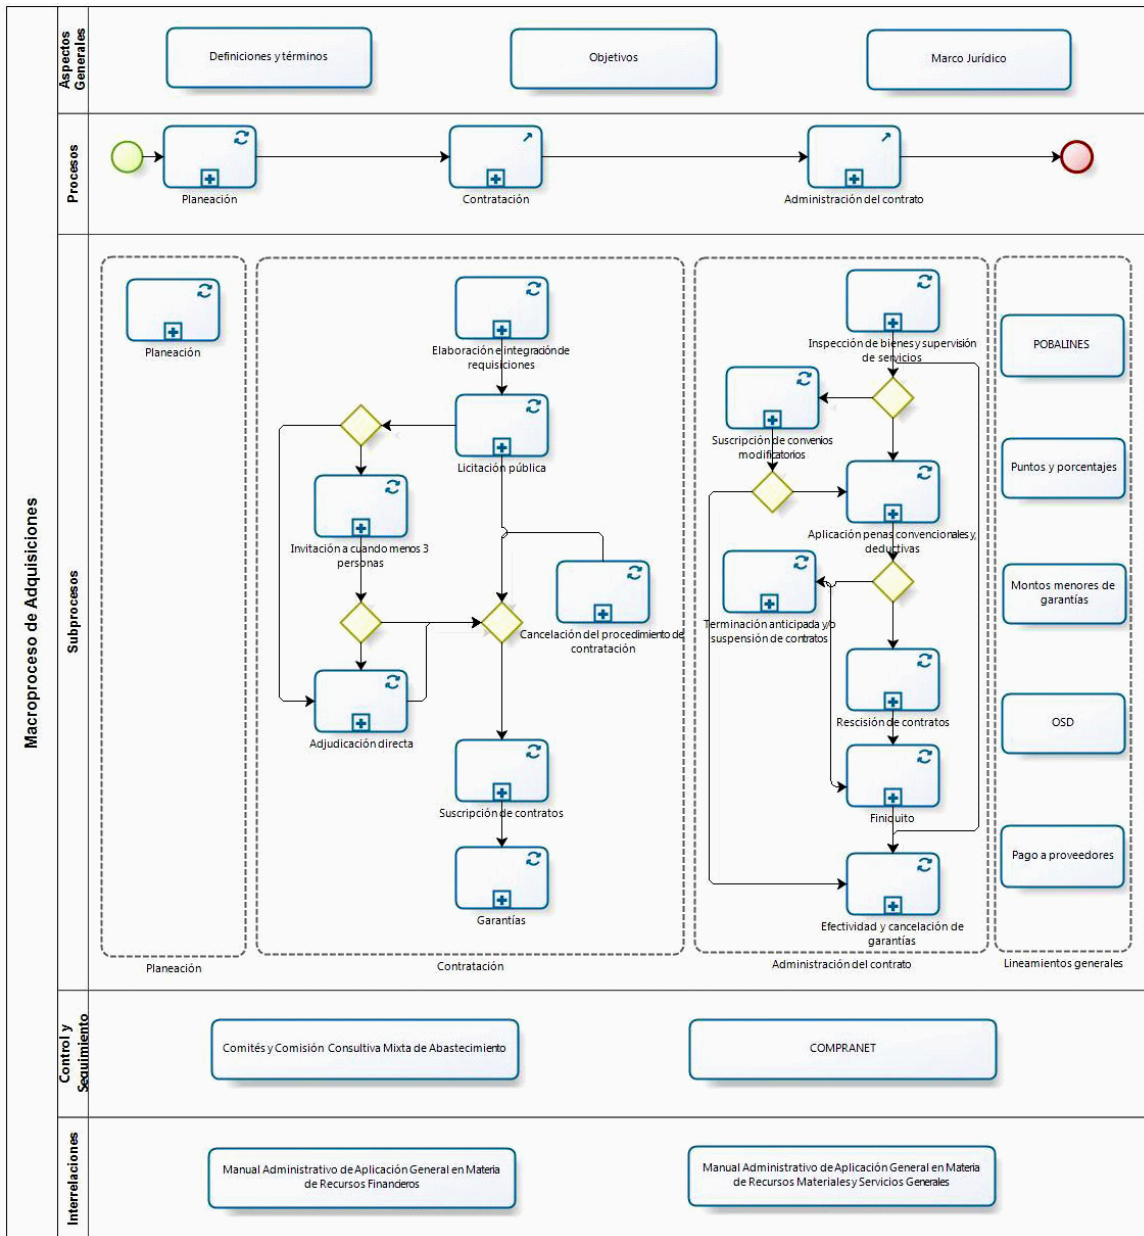 Macroproceso de Adquisiciones
Aspectos
Generales
Definiciones y términos
Objetivos
Marco Jurídico
Procesos
Planeación
Contratación
Administración del contrato
Subprocesos
Planeación
Planeación
Elaboración e integración de
requisiciones
Licitación pública
Invitación a cuando menos 3
personas
Cancelación del procedimiento de
contratación
Adjudicación directa
Suscripción de contratos
Garantías
Contratación
Inspección de bienes y supervisión
de servicios
Suscripción de convenios
modificatorios
Aplicación penas convencionales y,
deductivas
Terminación anticipada y/o
suspensión de contratos
Rescisión de contratos
Finiquito
Efectividad y cancelación de
garantías
Administración del contrato
POBALINES
Puntos y porcentajes
Montos menores de
garantías
OSD
Pago a proveedores
Lineamientos generales
Control y
Seguimiento
Comités y Comisión Consultiva Mixta de Abastecimiento
COMPRANET
Interrelaciones
Manual Administrativo de Aplicación General en Materia
de Recursos Financieros
Manual Administrativo de Aplicación General en Materia
de Recursos Materiales y Servicios Generales